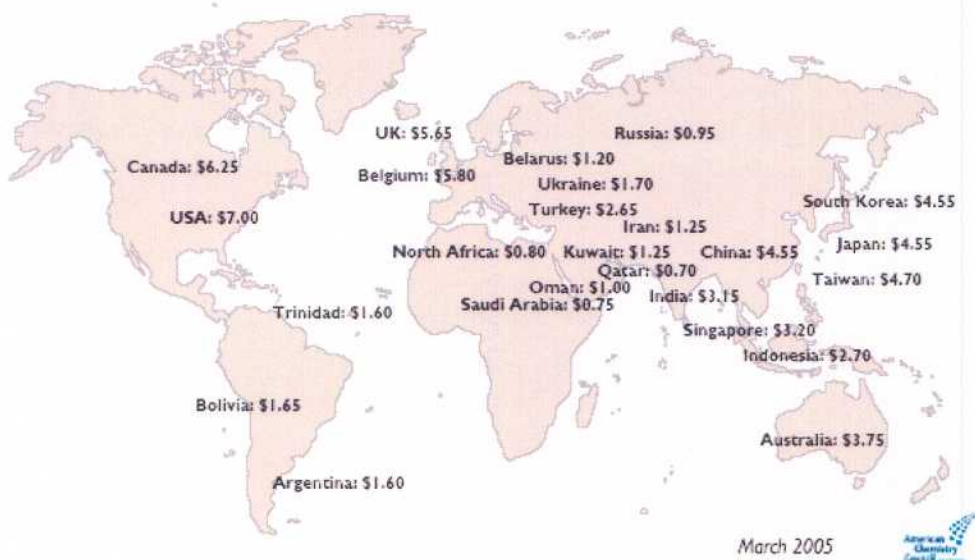 UK: $5.65
Russia: $0.95
Canada: $6.25
Belarus: $1.20
Belgium: $5.80
Ukraine: $1.70
South Korea: $4.55
USA: $7.00
Turkey: $2.65
Iran: $1.25
Japan: $4.55
North Africa: $0.80
Kuwait: $1.25
China: $4.55
Qatar: $0.70
Taiwan: $4.70
Oman: $1.00
India: $3.15
Saudi Arabia: $0.75
Trinidad: $1.60
Singapore: $3.20
Indonesia: $2.70
Bolivia: $1.65
Australia: $3.75
Argentina: $1.60
March 2005
American
Chemistry
Council